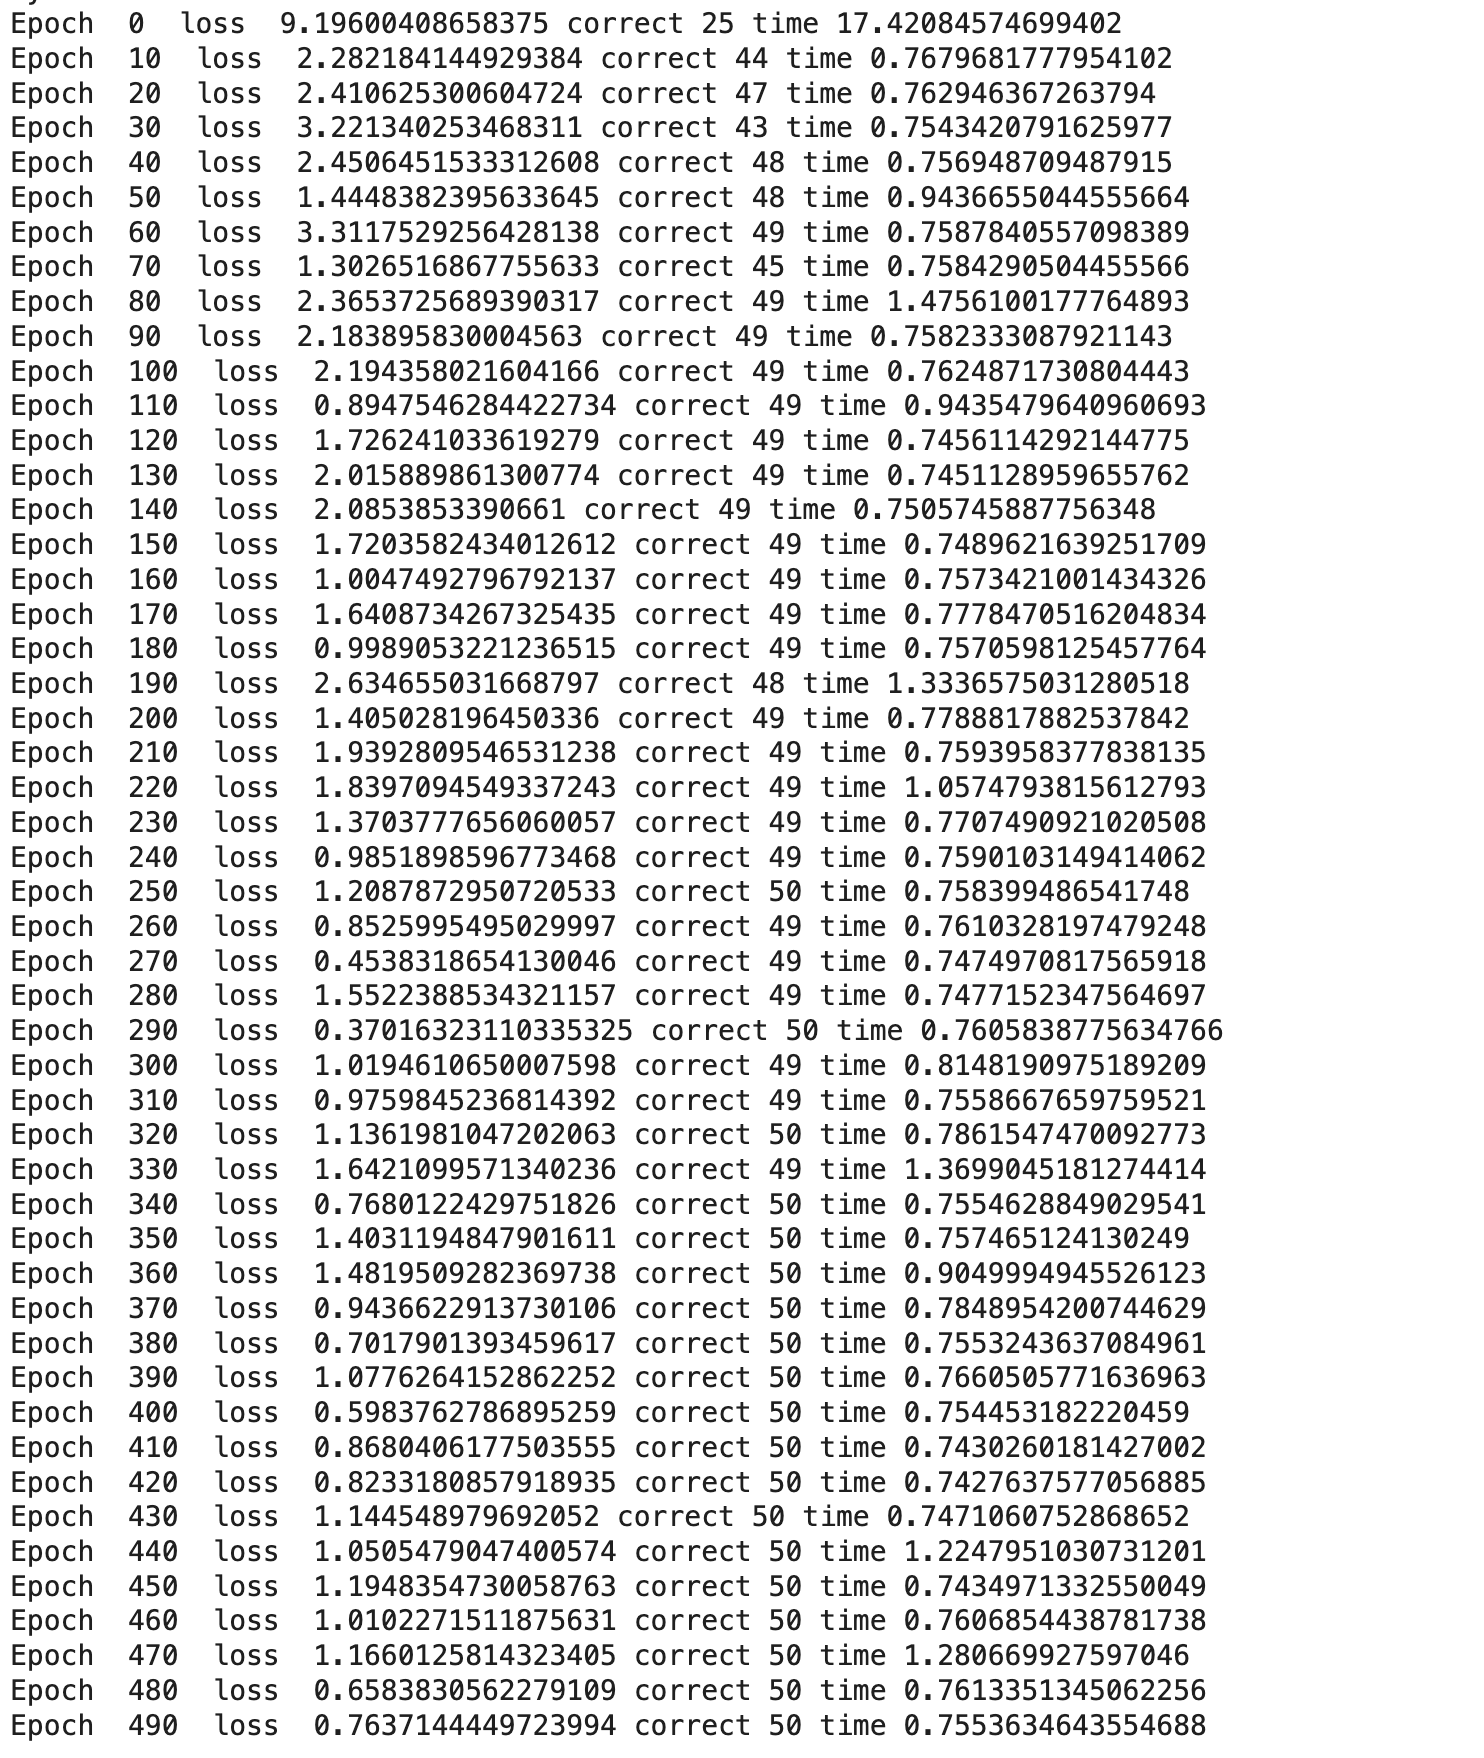 Epoch  0  loss  9.19600408658375 correct 25 time 17.42084574699402
Epoch  10  loss  2.282184144929384 correct 44 time 0.76796817779541​02
Epoch  20  loss  2.410625300604724 correct 47 time 0.762946367263794
Epoch  30  loss  3.221340253468311 correct 43 time 0.7543420791625977
Epoch  40  loss  2.4506451533312608 correct 48 time 0.756948709487915
Epoch  50  loss  1.4448382395633645 correct 48 time 0.9436655044555664
Epoch  60  loss  3.3117529256428138 correct 49 time 0.7587840557098389
Epoch  70  loss  1.3026516867755633 correct 45 time 0.7584290504455566
Epoch  80  loss  2.3653725689390317 correct 49 time 1.4756100177764893
Epoch  90  loss  2.183895830004563 correct 49 time 0.7582333087921143
Epoch  100  loss  2.194358021604166 correct 49 time 0.7624871730804443
Epoch  110  loss  0.8947546284422734 correct 49 time 0.9435479640960693
Epoch  120  loss  1.726241033619279 correct 49 time 0.7456114292144775
Epoch  130  loss  2.015889861300774 correct 49 time 0.7451128959655762
Epoch  140  loss  2.0853853390661 correct 49 time 0.7505745887756348
Epoch  150  loss  1.7203582434012612 correct 49 time 0.7489621639251709
Epoch  160  loss  1.0047492796792137 correct 49 time 0.7573421001434326
Epoch  170  loss  1.6408734267325435 correct 49 time 0.7778470516204834
Epoch  180  loss  0.9989053221236515 correct 49 time 0.7570598125457764
Epoch  190  loss  2.634655031668797 correct 48 time 1.3336575031280518
Epoch  200  loss  1.405028196450336 correct 49 time 0.7788817882537842
Epoch  210  loss  1.9392809546531238 correct 49 time 0.7593958377838135
Epoch  220  loss  1.8397094549337243 correct 49 time 1.0574793815612793
Epoch  230  loss  1.3703777656060057 correct 49 time 0.7707490921020508
Epoch  240  loss  0.9851898596773468 correct 49 time 0.7590103149414062
Epoch  250  loss  1.2087872950720533 correct 50 time 0.758399486541748
Epoch  260  loss  0.8525995495029997 correct 49 time 0.7610328197479248
Epoch  270  loss  0.4538318654130046 correct 49 time 0.7474970817565918
Epoch  280  loss  1.5522388534321157 correct 49 time 0.7477152347564697
Epoch  290  loss  0.37016323110335325 correct 50 time 0.7605838775634766
Epoch  300  loss  1.0194610650007598 correct 49 time 0.8148190975189209
Epoch  310  loss  0.9759845236814392 correct 49 time 0.7558667659759521
Epoch  320  loss  1.1361981047202063 correct 50 time 0.7861547470092773
Epoch  330  loss  1.6421099571340236 correct 49 time 1.3699045181274414
Epoch  340  loss  0.7680122429751826 correct 50 time 0.7554628849029541
Epoch  350  loss  1.4031194847901611 correct 50 time 0.757465124130249
Epoch  360  loss  1.4819509282369738 correct 50 time 0.9049994945526123
Epoch  370  loss  0.9436622913730106 correct 50 time 0.7848954200744629
Epoch  380  loss  0.7017901393459617 correct 50 time 0.7553243637084961
Epoch  390  loss  1.0776264152862252 correct 50 time 0.7660505771636963
Epoch  400  loss  0.5983762786895259 correct 50 time 0.754453182220459
Epoch  410  loss  0.8680406177503555 correct 50 time 0.7430260181427002
Epoch  420  loss  0.8233180857918935 correct 50 time 0.7427637577056885
Epoch  430  loss  1.144548979692052 correct 50 time 0.7471060752868652
Epoch  440  loss  1.0505479047400574 correct 50 time 1.2247951030731201
Epoch  450  loss  1.1948354730058763 correct 50 time 0.7434971332550049
Epoch  460  loss  1.0102271511875631 correct 50 time 0.7606854438781738
Epoch  470  loss  1.1660125814323405 correct 50 time 1.280669927597046
Epoch  480  loss  0.6583830562279109 correct 50 time 0.7613351345062256
Epoch  490  loss  0.7637144449723994 correct 50 time 0.7553634643554688